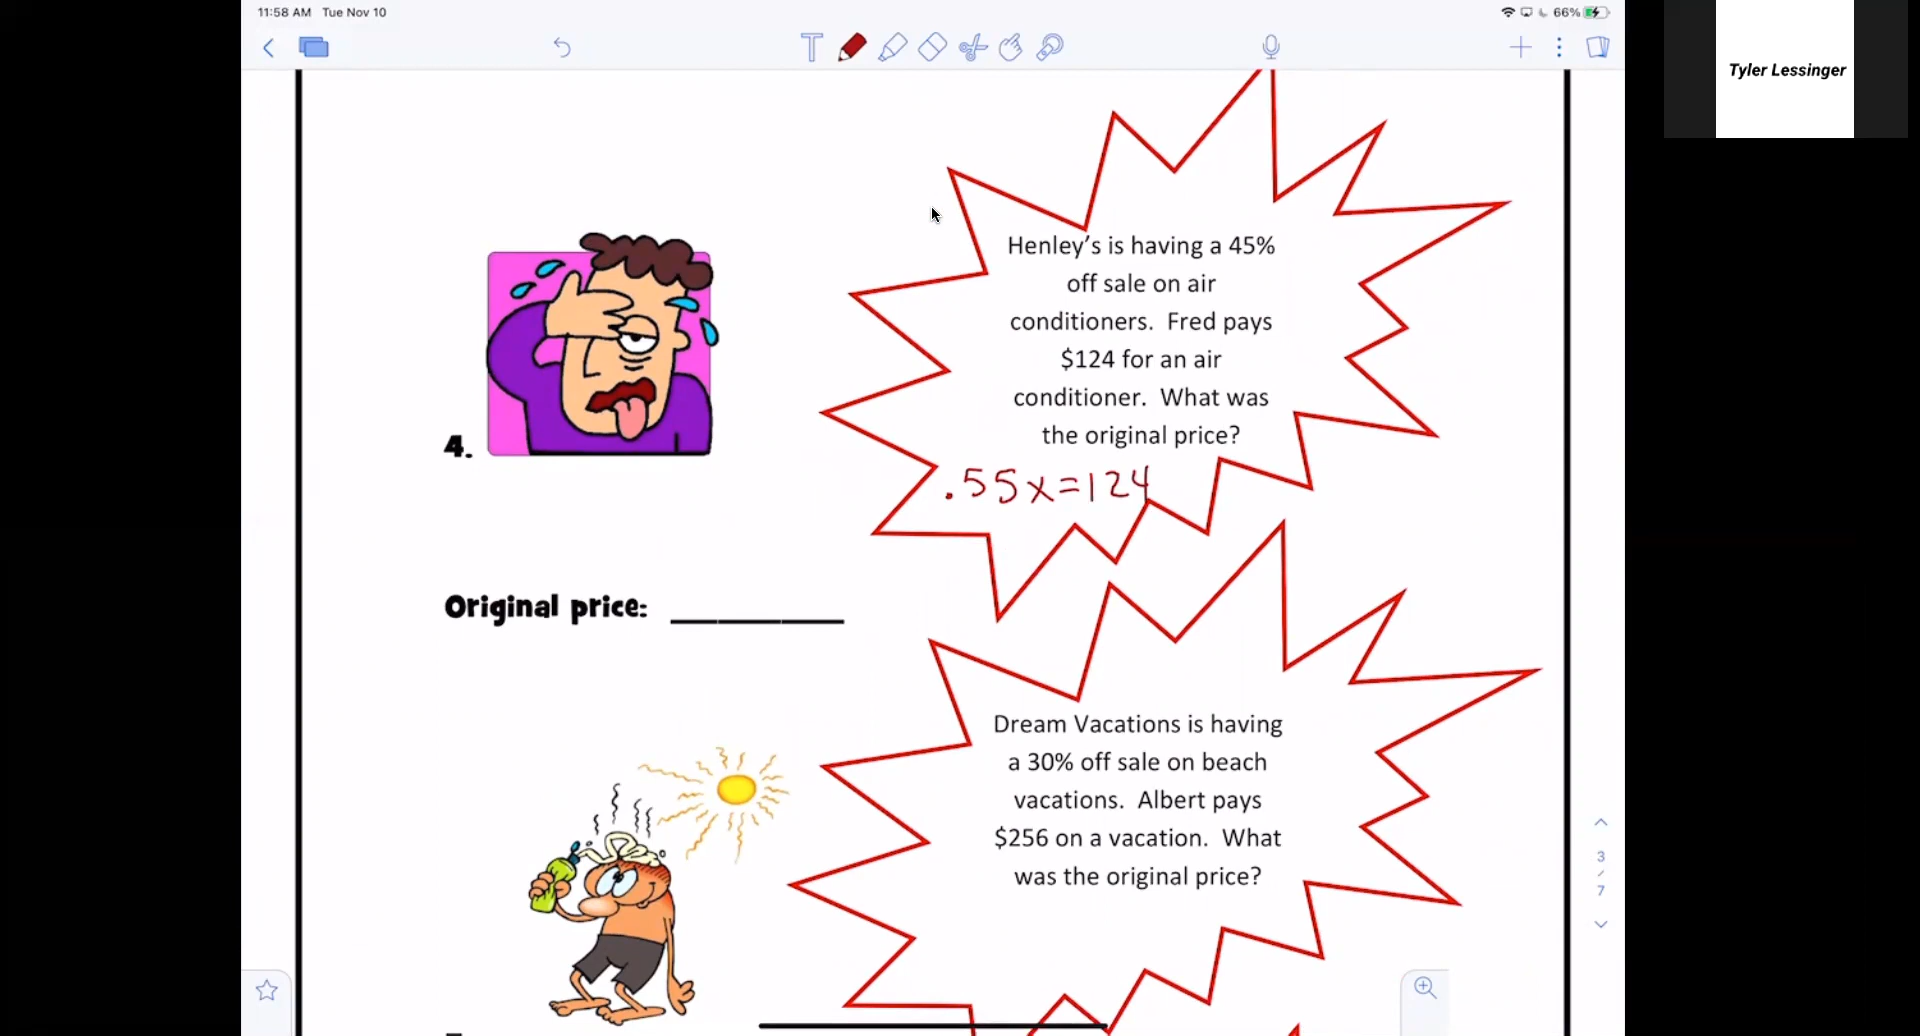 11:58 AM Tue Nov 10
66%
Tyler Lessinger
T
Henley’s is having a 45%
off sale on air
conditioners. Fred pays
$124 for an air
conditioner. What was
the original price?
.55x=124
4.
Original price: ________
Dream Vacations is having
a 30% off sale on beach
vacations. Albert pays
$256 on a vacation. What
was the original price?
3
/
7